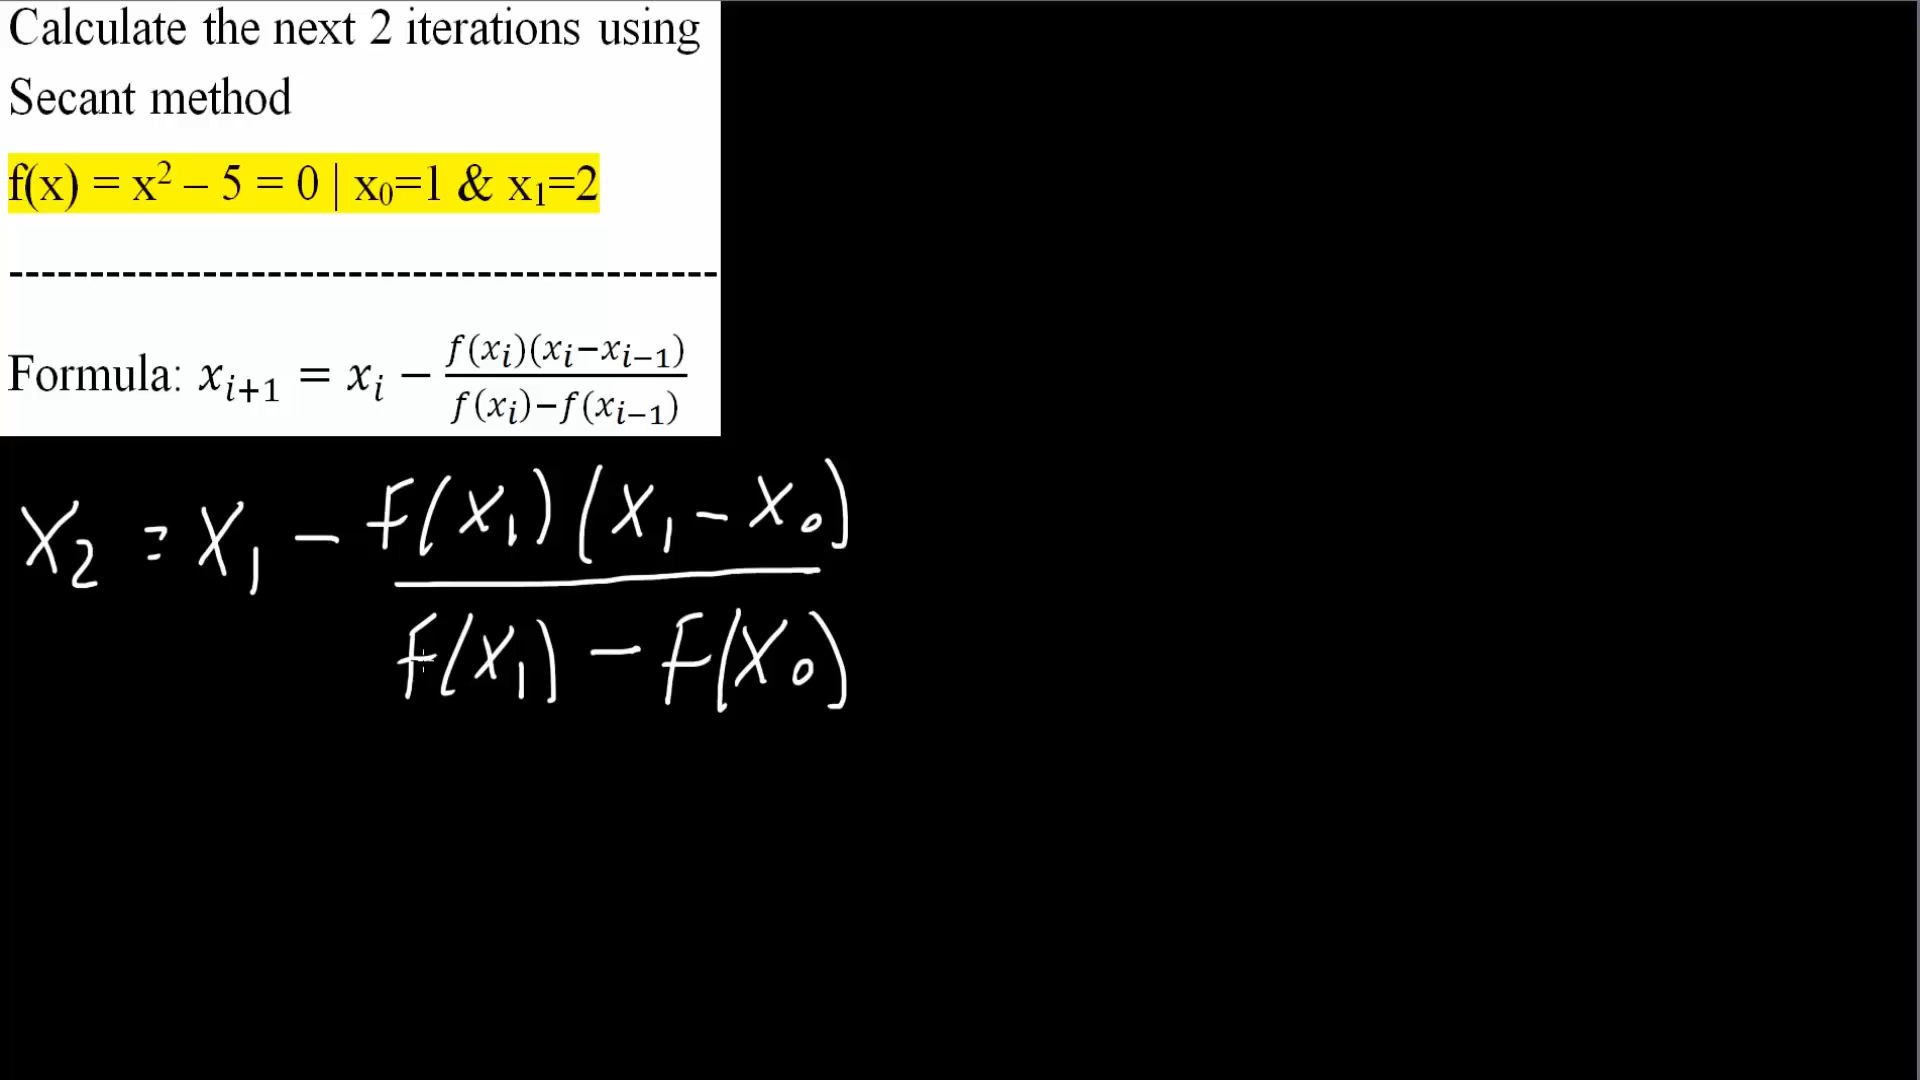 Calculate the next 2 iterations using
Secant method
f(x) = x² – 5 = 0 | x₀=1 & x₁=2
--------------------------------------------
Formula: xᵢ₊₁ = xᵢ − f(xᵢ)(xᵢ−xᵢ₋₁) / f(xᵢ)−f(xᵢ₋₁)
X₂ = X₁ − F(X₁)(X₁ − X₀) / F(X₁) − F(X₀)